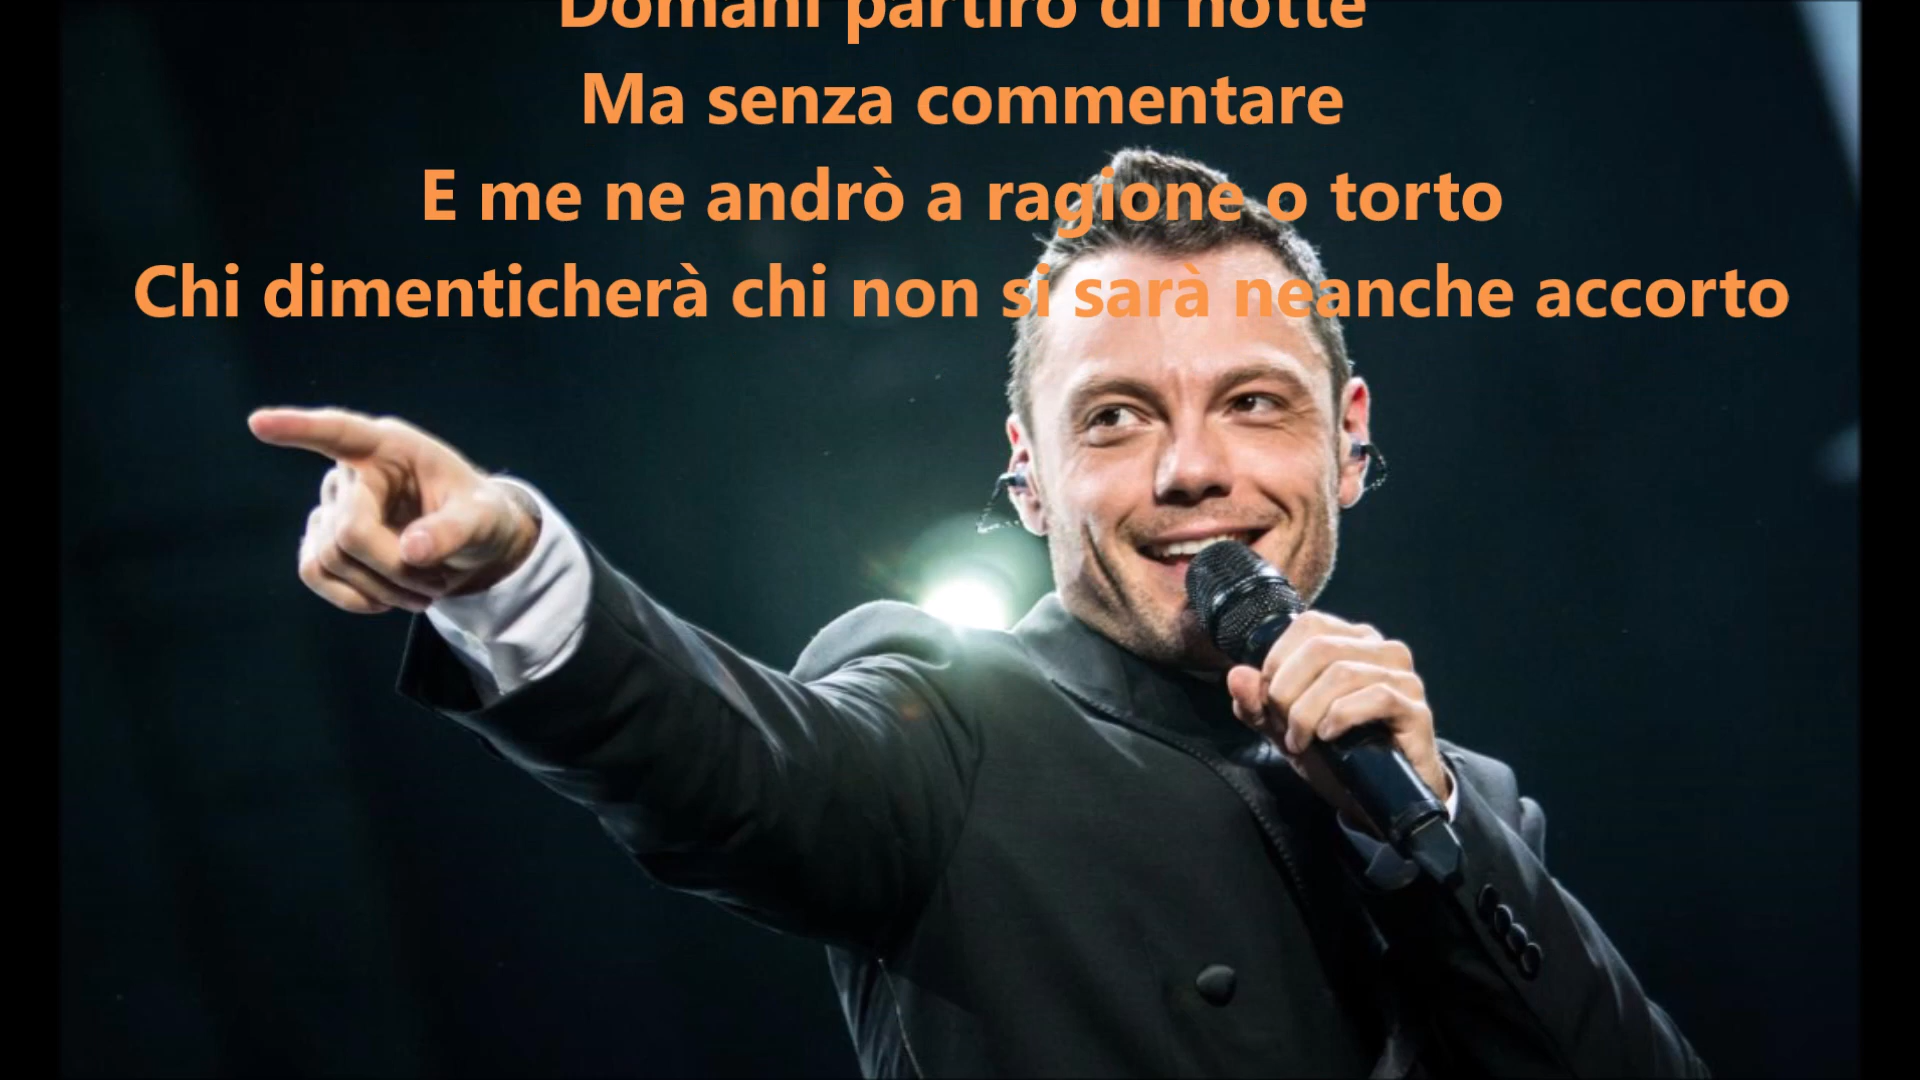 Domani partirò di notte
Ma senza commentare
E me ne andrò a ragione o torto
Chi dimenticherà chi non si sarà neanche accorto